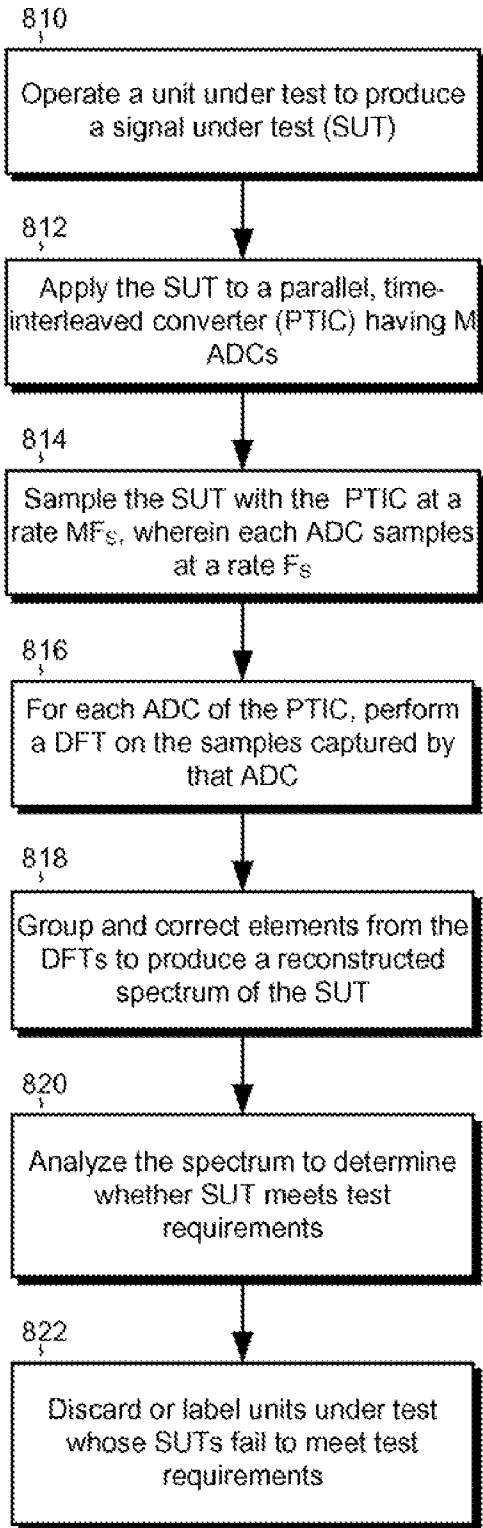 810
Operate a unit under test to produce
a signal under test (SUT)
812
Apply the SUT to a parallel, time-
interleaved converter (PTIC) having M
ADCs
814
Sample the SUT with the PTIC at a
rate MFS, wherein each ADC samples
at a rate FS
816
For each ADC of the PTIC, perform
a DFT on the samples captured by
that ADC
818
Group and correct elements from the
DFTs to produce a reconstructed
spectrum of the SUT
820
Analyze the spectrum to determine
whether SUT meets test
requirements
822
Discard or label units under test
whose SUTs fail to meet test
requirements